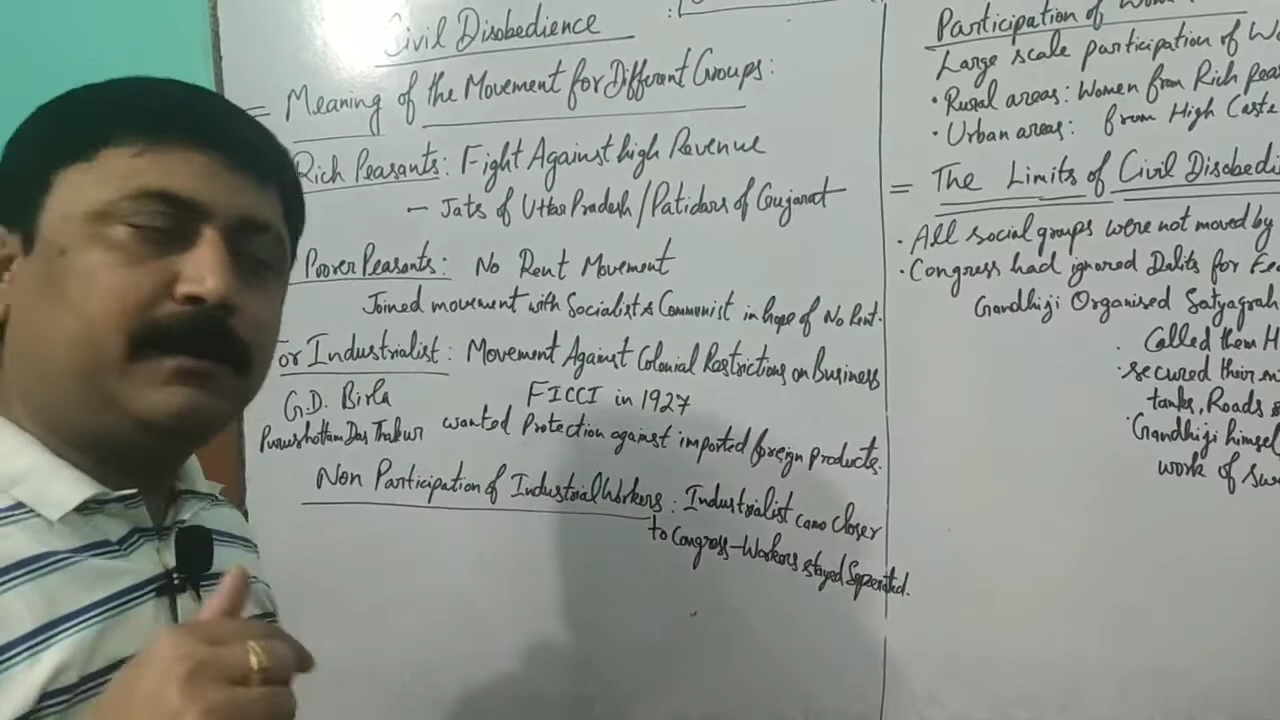 Civil Disobedience
= Meaning of the Movement for Different Groups:
Rich Peasants: Fight Against high Revenue
— Jats of Uttar Pradesh/Patidars of Gujarat
Poorer Peasants: No Rent Movement
Joined movement with Socialist & Communist in hope of No Rent.
For Industrialist: Movement Against Colonial Restrictions on Business
G.D. Birla FICCI in 1927
Purushottam Das Thakur wanted Protection against imported foreign products.
Non Participation of Industrial Workers: Industrialist came closer
to Congress-Workers stayed Seperated.
Participation of
Large scale participation of
• Rural areas: Women from Rich
• Urban areas: from High Caste
= The Limits of Civil
• All social groups were not moved by
• Congress had ignored Dalits for
Gandhiji Organised
Called them
• secured their
tanks, Roads
• Gandhiji
work of